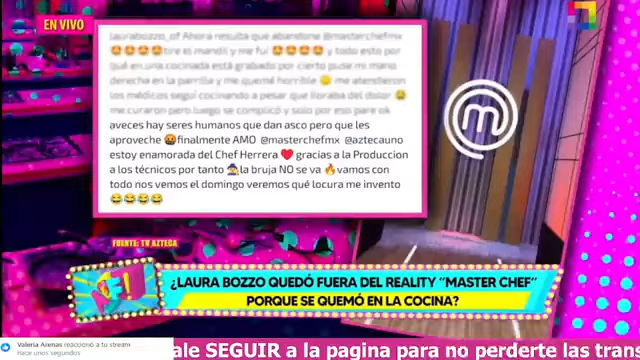 EN VIVO
laurabozzo_of Ahora resulta que abandone @masterchefmx
🤩🤩🤩🤩tire el mandil y me fui 🤩🤩🤩🤩 y todo esto por
qué en una cocinada está grabado por cierto puse mi mano
derecha en la parrilla y me quemé horrible 😢 me atendieron
los médicos seguí cocinando a pesar que lloraba del dolor 😭
me curaron pero luego se complicó y solo por eso pare ok
aveces hay seres humanos que dan asco pero que les
aproveche 🤬finalmente AMO @masterchefmx @aztecauno
estoy enamorada del Chef Herrera ❤️ gracias a la Produccion
a los técnicos por tanto 🧙‍♀️la bruja NO se va 🔥vamos con
todo nos vemos el domingo veremos qué locura me invento
😂😂😂😂
FUENTE: TV AZTECA
¿LAURA BOZZO QUEDÓ FUERA DEL REALITY "MASTER CHEF"
PORQUE SE QUEMÓ EN LA COCINA?
Valeria Arenas reaccionó a tu stream
hace unos segundos
ale SEGUIR a la pagina para no perderte las tran